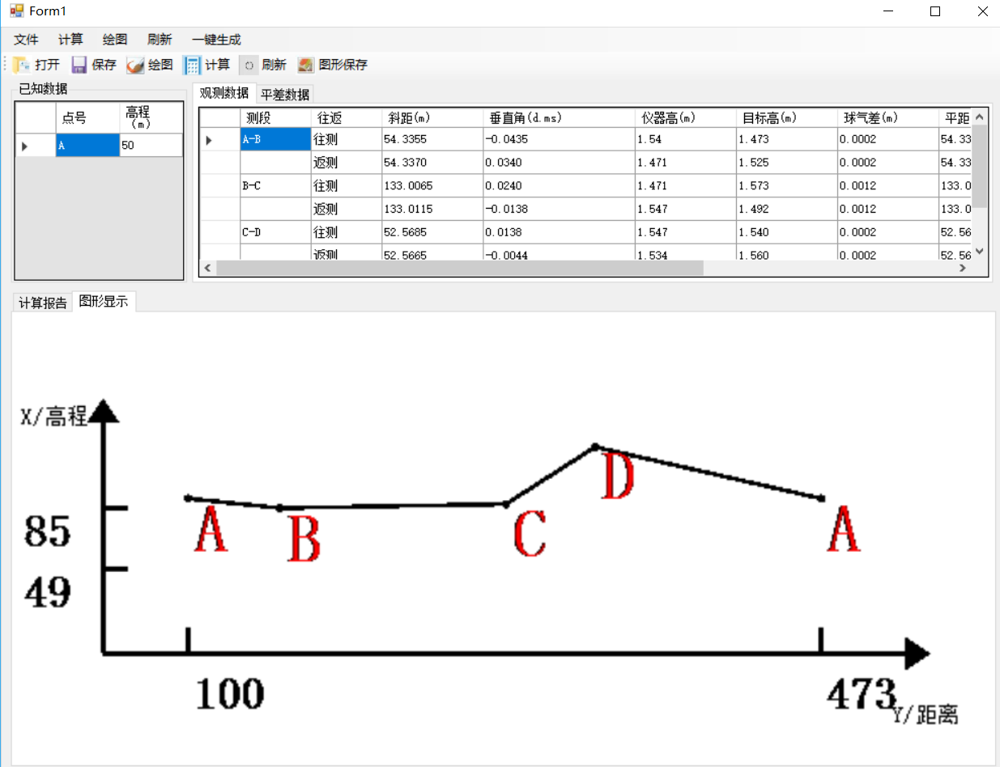 Form1
文件 计算 绘图 刷新 一键生成
打开 保存 绘图 计算 刷新 图形保存
已知数据
点号 高程(m)
A 50
观测数据 平差数据
测段 往返 斜距(m) 垂直角(d.ms) 仪器高(m) 目标高(m) 球气差(m) 平距
A-B 往测 54.3355 -0.0435 1.54 1.473 0.0002 54.33
返测 54.3370 0.0340 1.471 1.525 0.0002 54.33
B-C 往测 133.0065 0.0240 1.471 1.573 0.0012 133.0
返测 133.0115 -0.0138 1.547 1.492 0.0012 133.0
C-D 往测 52.5685 0.0138 1.547 1.540 0.0002 52.56
返测 52.5665 -0.0044 1.534 1.560 0.0002 52.56
计算报告 图形显示
X/高程
85
49
A B C D A
100 473
Y/距离